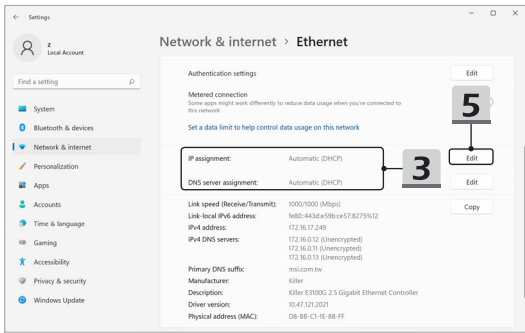 Settings
z
Local Account
Find a setting
System
Bluetooth & devices
Network & internet
Personalization
Apps
Accounts
Time & language
Gaming
Accessibility
Privacy & security
Windows Update
Network & internet > Ethernet
Authentication settings Edit
Metered connection
Some apps might work differently to reduce data usage when you're connected to
this network
5
Set a data limit to help control data usage on this network
IP assignment: Automatic (DHCP) Edit
3
DNS server assignment: Automatic (DHCP) Edit
Link speed (Receive/Transmit): 1000/1000 (Mbps) Copy
Link-local IPv6 address: fe80::443d:e59b:ce57:8275%12
IPv4 address: 172.16.17.249
IPv4 DNS servers: 172.16.0.12 (Unencrypted)
172.16.0.11 (Unencrypted)
172.16.0.13 (Unencrypted)
Primary DNS suffix: msi.com.tw
Manufacturer: Killer
Description: Killer E3100G 2.5 Gigabit Ethernet Controller
Driver version: 10.47.121.2021
Physical address (MAC): D8-BB-C1-1E-8B-FF